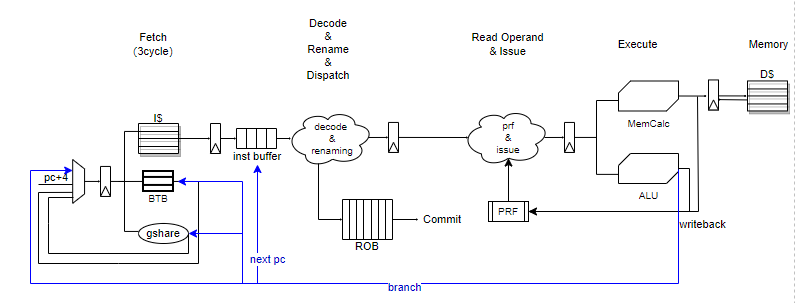 Fetch
(3cycle)
Decode
&
Rename
&
Dispatch
Read Operand
& Issue
Execute
Memory
D$
I$
inst buffer
decode
&
renaming
prf
&
issue
MemCalc
pc+4
BTB
ALU
gshare
ROB
Commit
PRF
writeback
next pc
branch